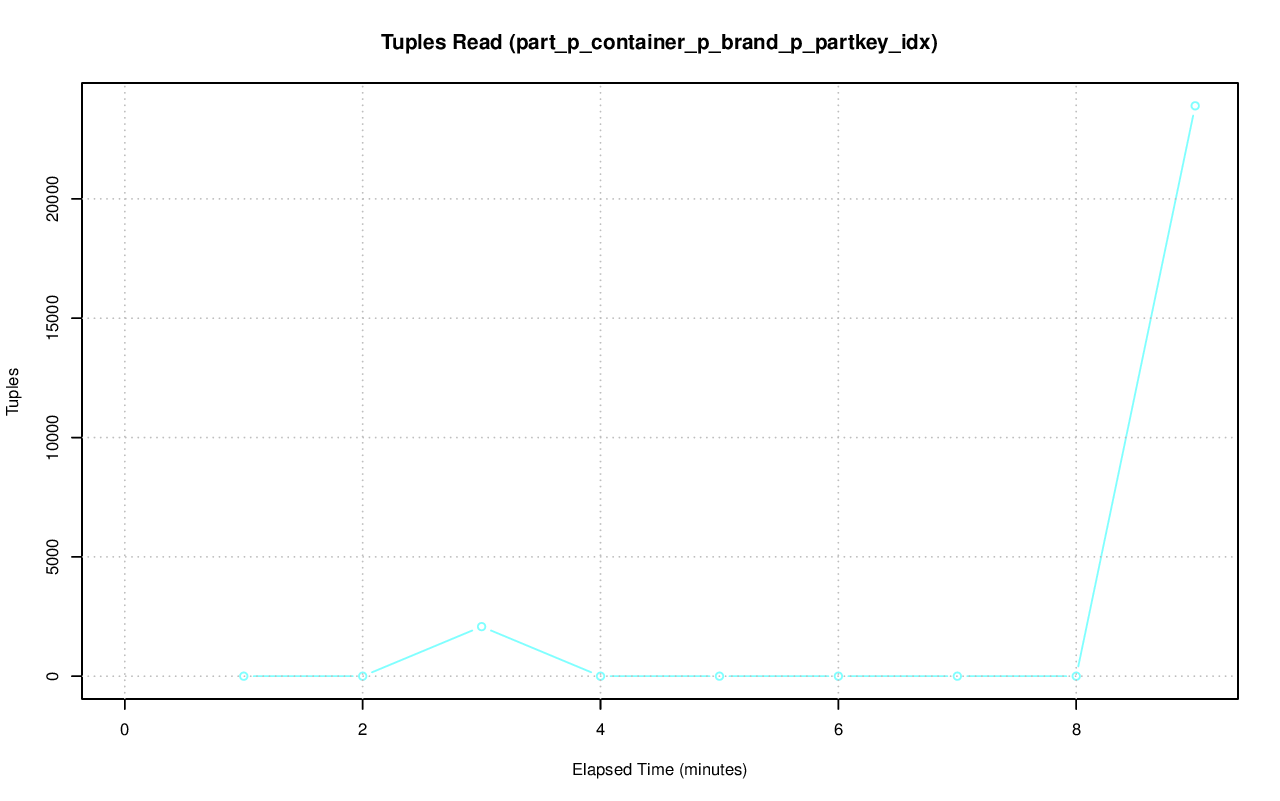 Tuples Read (part_p_container_p_brand_p_partkey_idx)
Tuples
20000
15000
10000
5000
0
0 2 4 6 8
Elapsed Time (minutes)